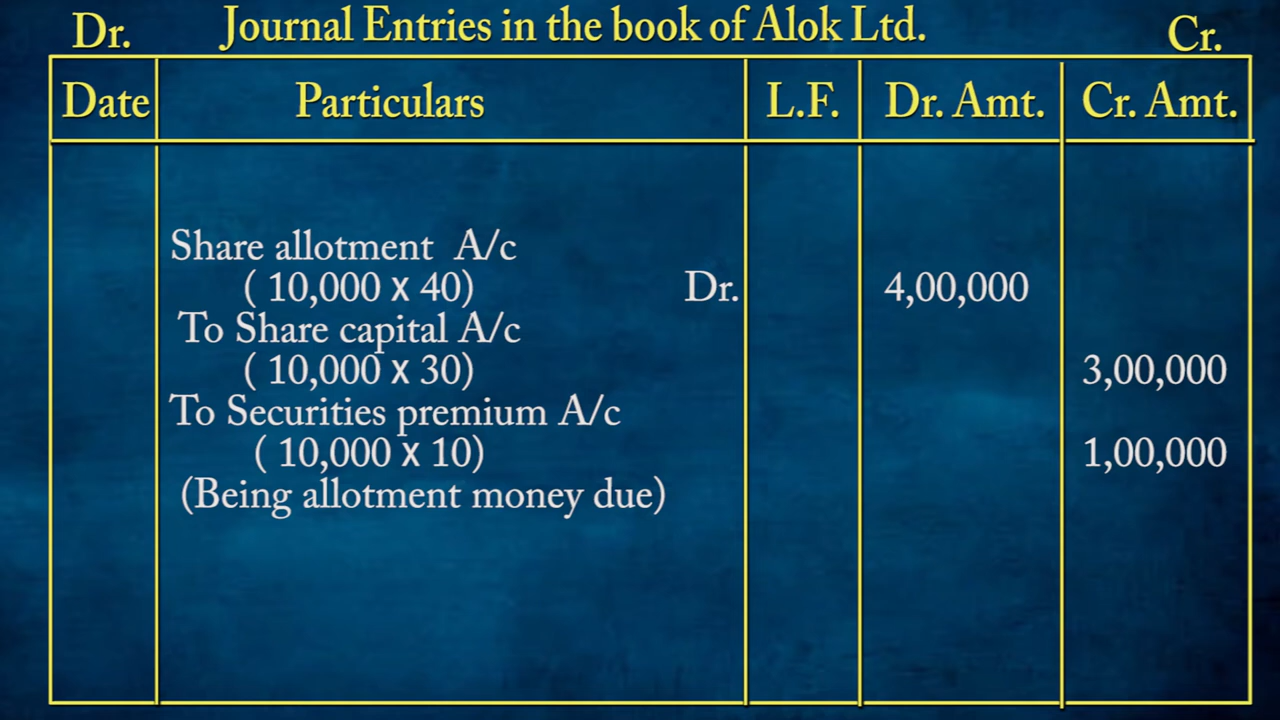 Dr. Journal Entries in the book of Alok Ltd. Cr.
Date Particulars L.F. Dr. Amt. Cr. Amt.
Share allotment A/c
( 10,000 x 40) Dr. 4,00,000
To Share capital A/c
( 10,000 x 30) 3,00,000
To Securities premium A/c
( 10,000 x 10) 1,00,000
(Being allotment money due)